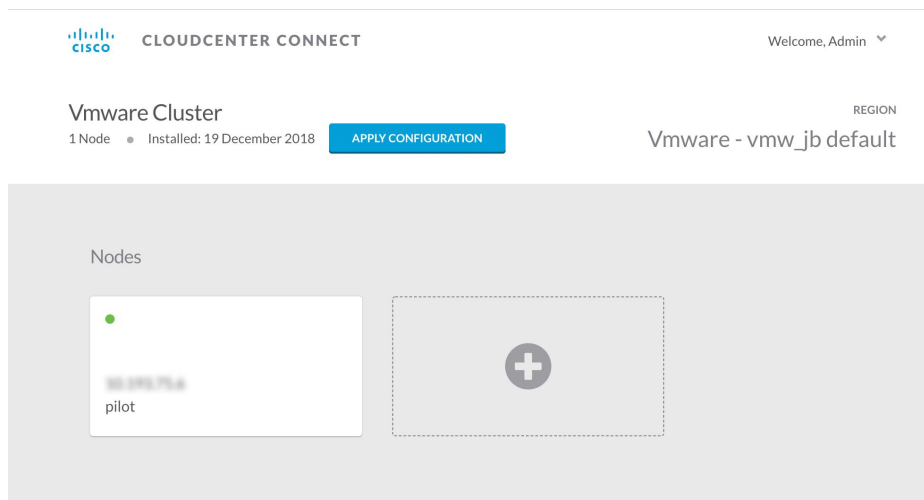 CISCO CLOUDCENTER CONNECT
Welcome, Admin
Vmware Cluster
1 Node Installed: 19 December 2018
APPLY CONFIGURATION
REGION
Vmware - vmw_jb default
Nodes
pilot